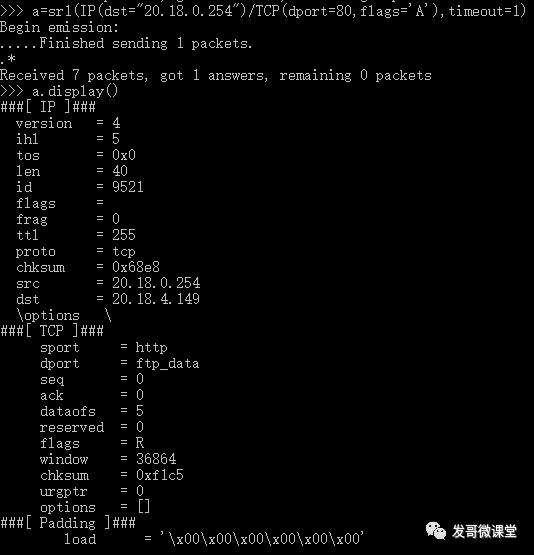 >>> a=sr1(IP(dst="20.18.0.254")/TCP(dport=80,flags='A'),timeout=1)
Begin emission:
.....Finished sending 1 packets.
.*
Received 7 packets, got 1 answers, remaining 0 packets
>>> a.display()
###[ IP ]###
  version   = 4
  ihl       = 5
  tos       = 0x0
  len       = 40
  id        = 9521
  flags     =
  frag      = 0
  ttl       = 255
  proto     = tcp
  chksum    = 0x68e8
  src       = 20.18.0.254
  dst       = 20.18.4.149
  \options   \
###[ TCP ]###
     sport     = http
     dport     = ftp_data
     seq       = 0
     ack       = 0
     dataofs   = 5
     reserved  = 0
     flags     = R
     window    = 36864
     chksum    = 0xf1c5
     urgptr    = 0
     options   = []
###[ Padding ]###
        load      = '\x00\x00\x00\x00\x00\x00'
发哥微课堂